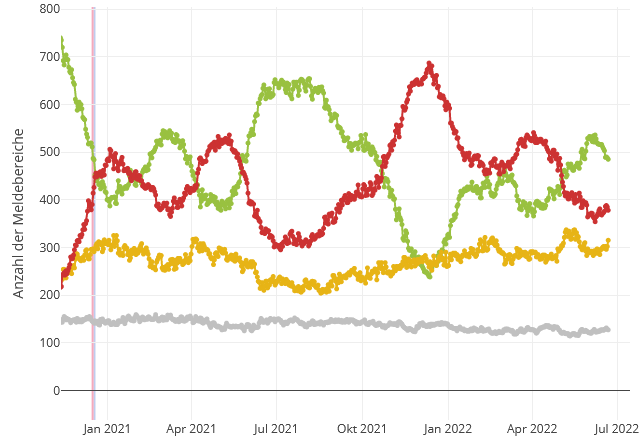 800
700
600
500
400
300
200
100
0
Anzahl der Meldebereiche
Jan 2021
Apr 2021
Jul 2021
Okt 2021
Jan 2022
Apr 2022
Jul 2022